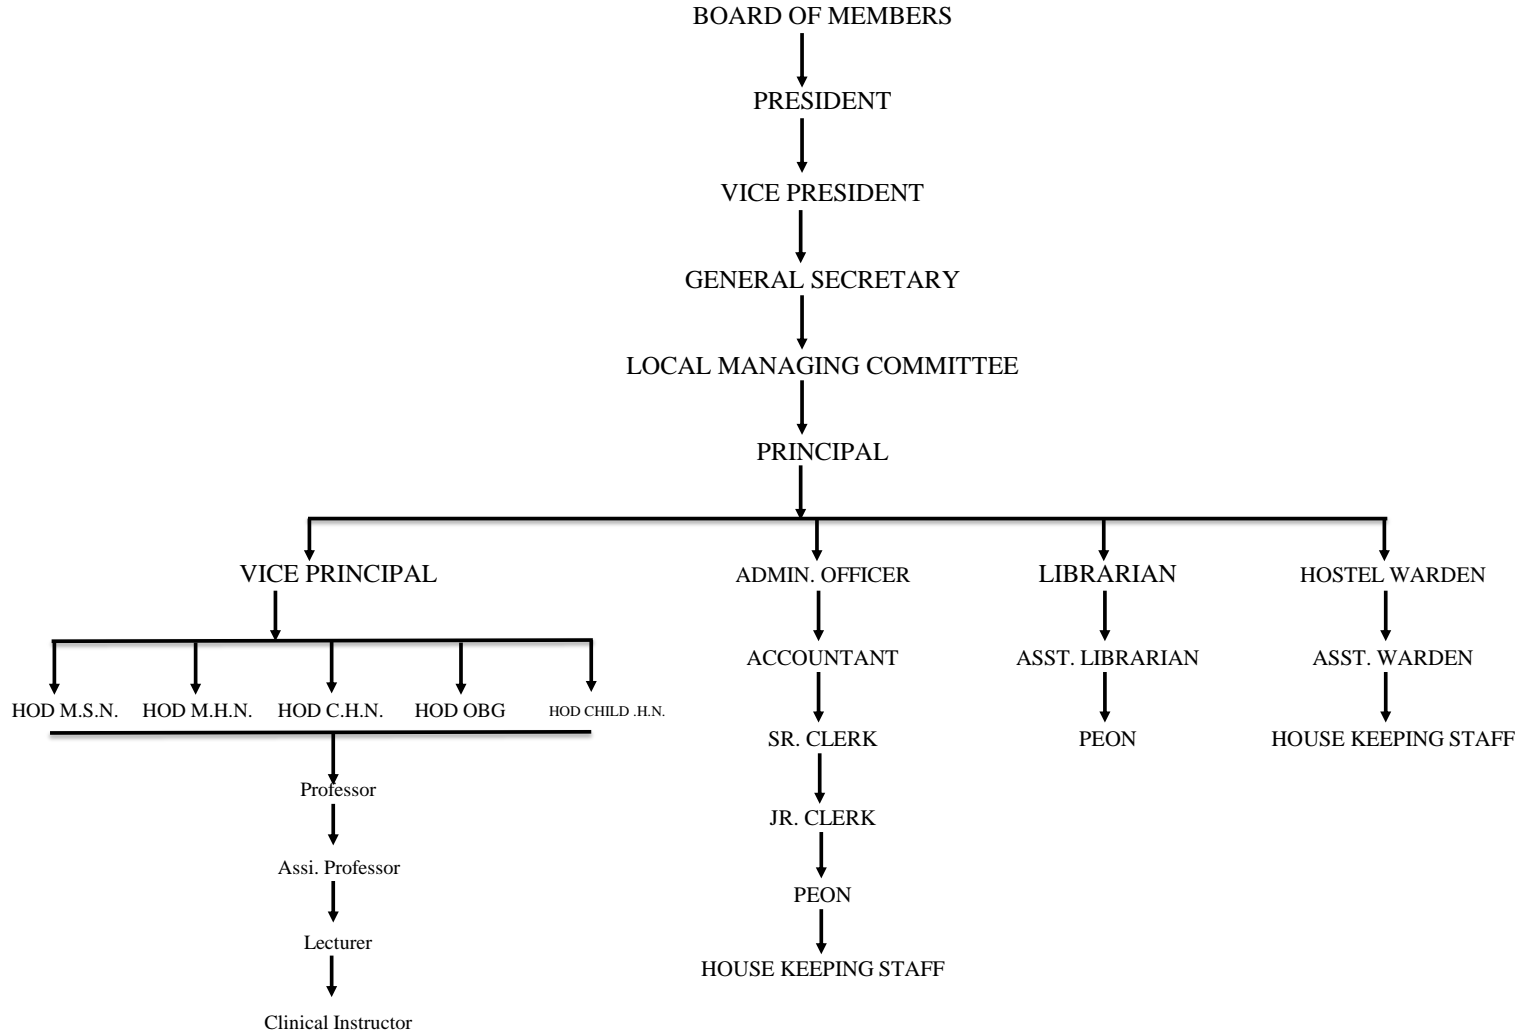 BOARD OF MEMBERS
PRESIDENT
VICE PRESIDENT
GENERAL SECRETARY
LOCAL MANAGING COMMITTEE
PRINCIPAL
VICE PRINCIPAL
ADMIN. OFFICER
LIBRARIAN
HOSTEL WARDEN
ACCOUNTANT
ASST. LIBRARIAN
ASST. WARDEN
HOD M.S.N.
HOD M.H.N.
HOD C.H.N.
HOD OBG
HOD CHILD .H.N.
SR. CLERK
PEON
HOUSE KEEPING STAFF
Professor
JR. CLERK
Assi. Professor
PEON
Lecturer
HOUSE KEEPING STAFF
Clinical Instructor